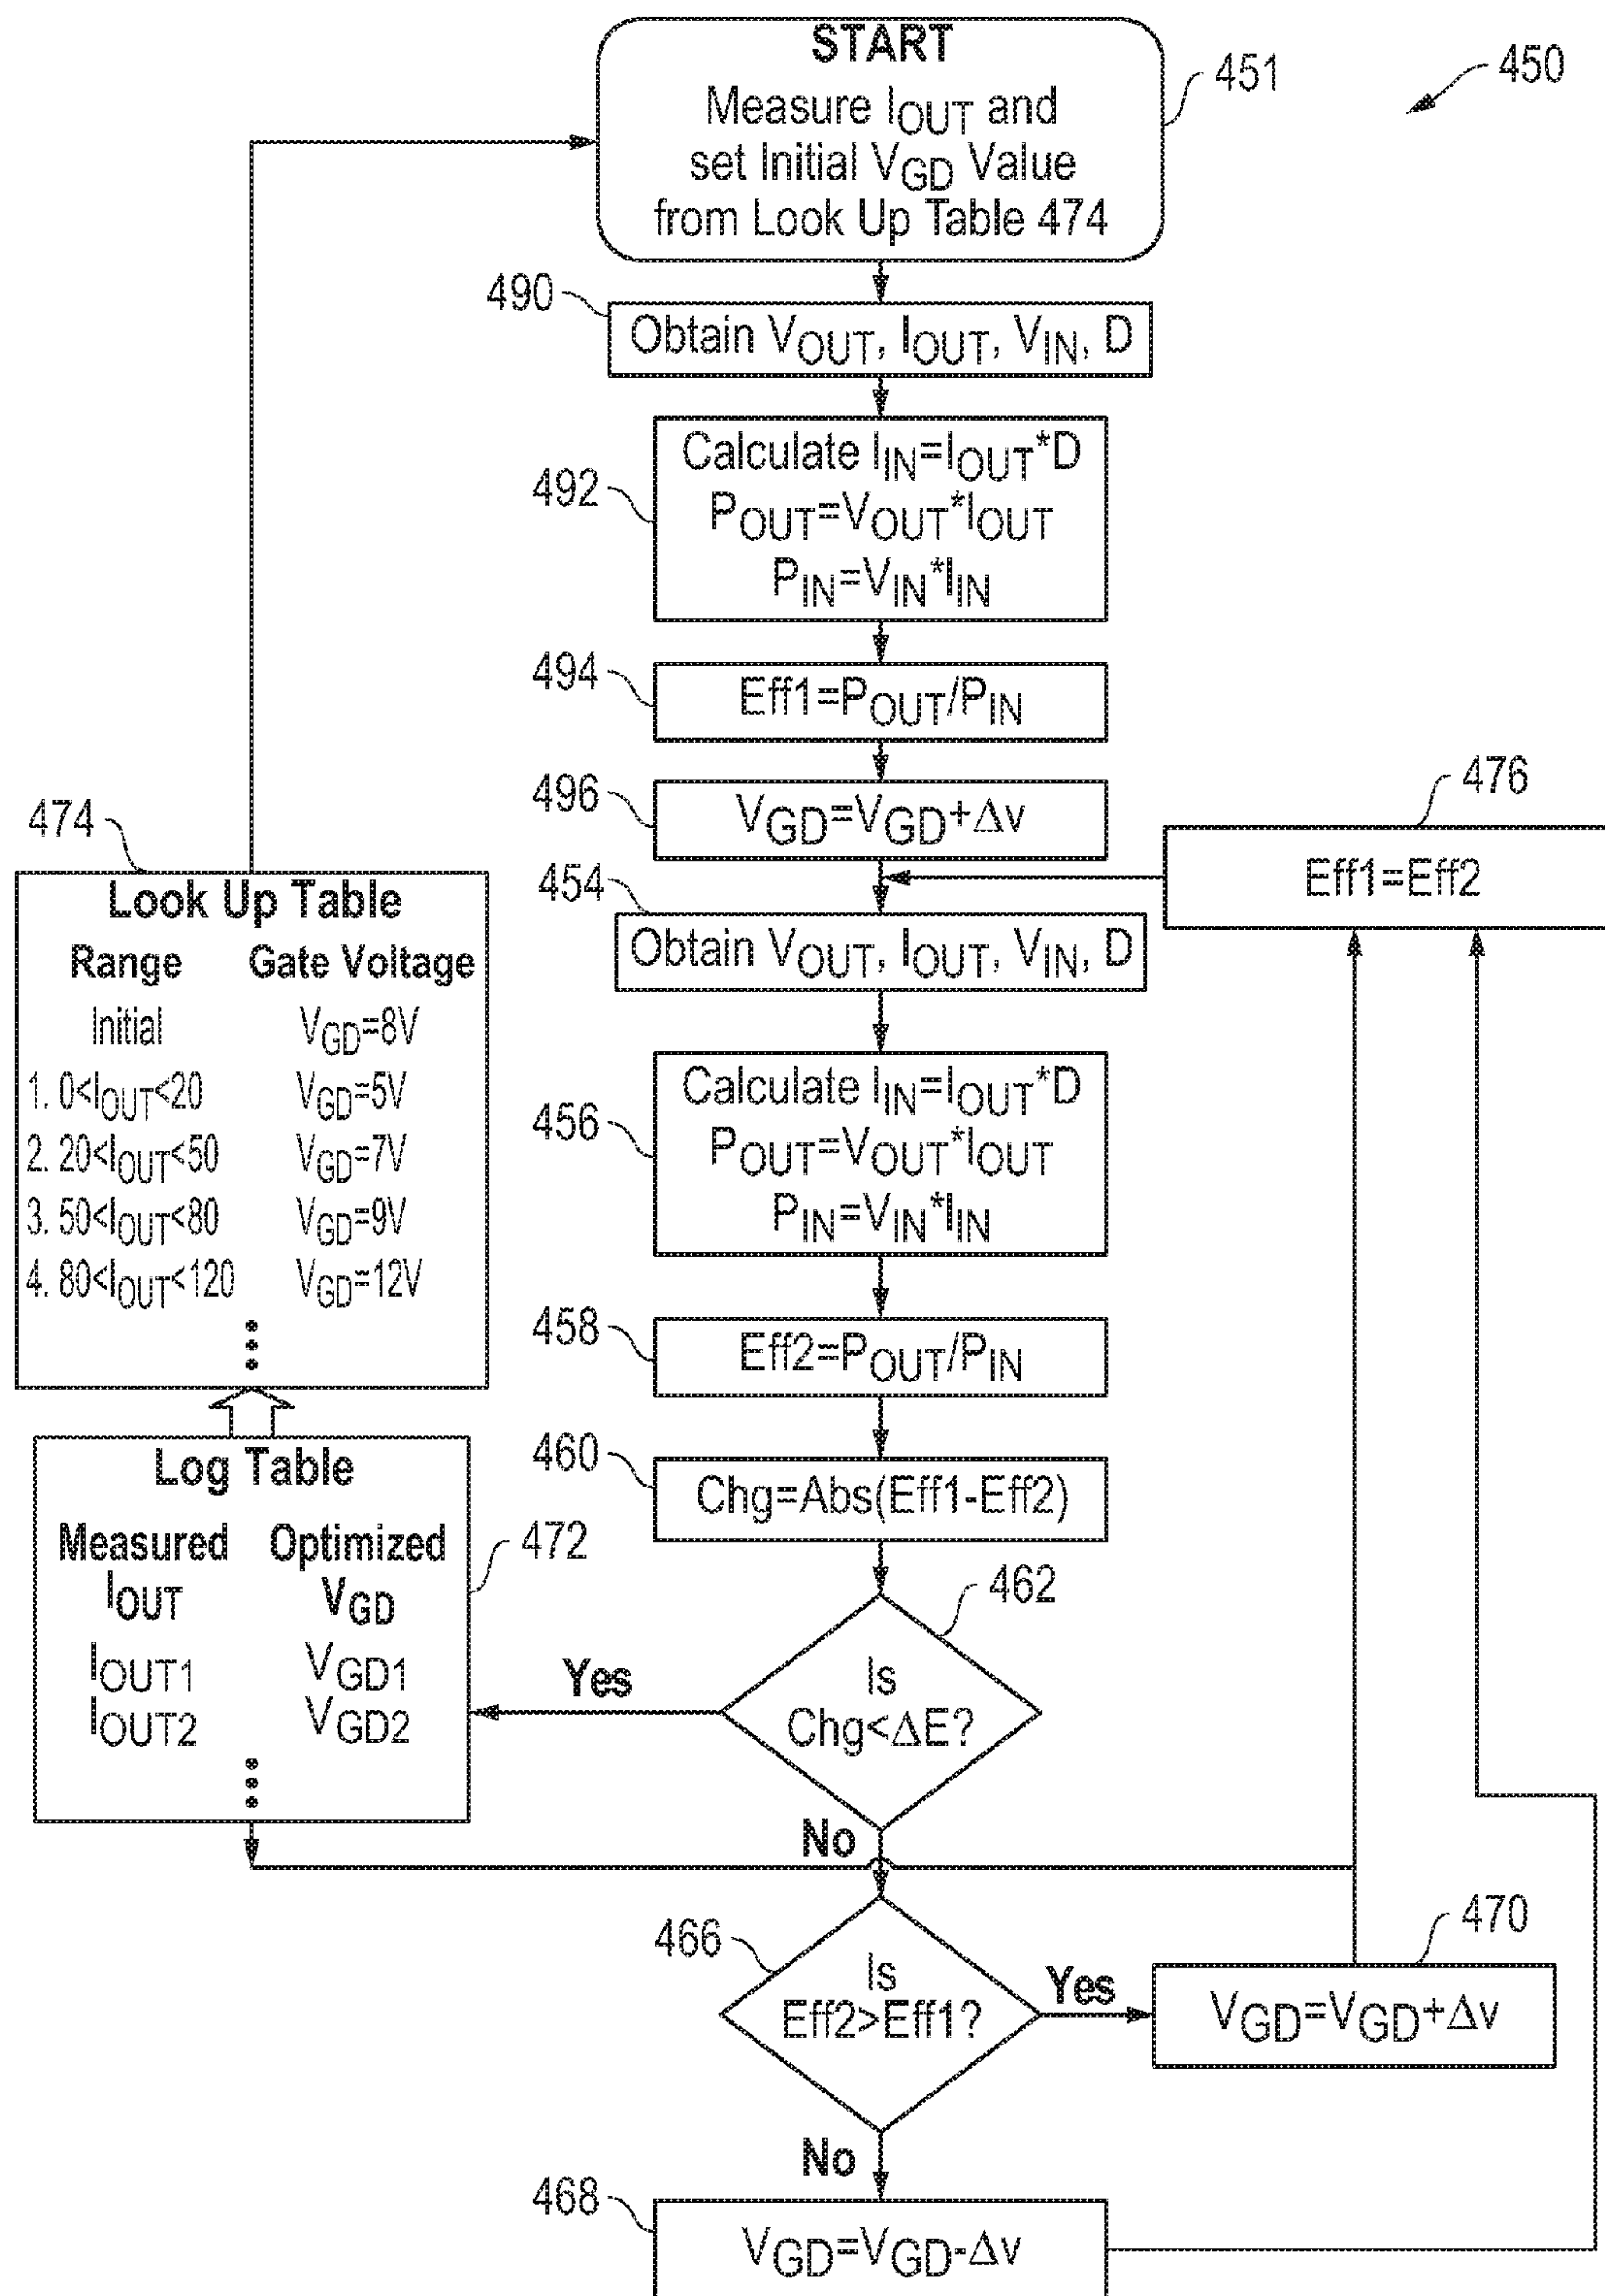 START
Measure IOUT and
set Initial VGD Value
from Look Up Table 474
451
450
490
Obtain VOUT, IOUT, VIN, D
492
Calculate IIN=IOUT*D
POUT=VOUT*IOUT
PIN=VIN*IIN
494
Eff1=POUT/PIN
496
VGD=VGD+Δv
476
Eff1=Eff2
474
Look Up Table
Range Gate Voltage
Initial VGD=8V
1. 0<IOUT<20 VGD=5V
2. 20<IOUT<50 VGD=7V
3. 50<IOUT<80 VGD=9V
4. 80<IOUT<120 VGD=12V
454
Obtain VOUT, IOUT, VIN, D
456
Calculate IIN=IOUT*D
POUT=VOUT*IOUT
PIN=VIN*IIN
458
Eff2=POUT/PIN
460
Chg=Abs(Eff1-Eff2)
Log Table
Measured Optimized
IOUT VGD
IOUT1 VGD1
IOUT2 VGD2
472
462
Is
Chg<ΔE?
Yes
No
466
Is
Eff2>Eff1?
Yes
470
VGD=VGD+Δv
No
468
VGD=VGD-Δv